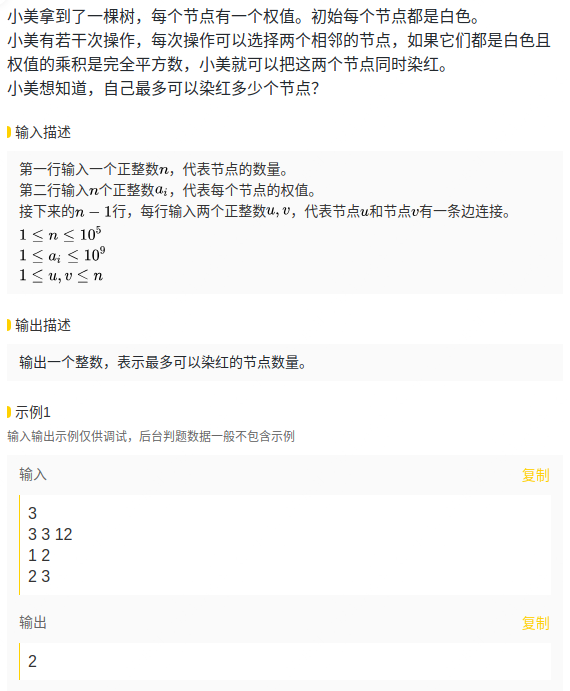 小美拿到了一棵树，每个节点有一个权值。初始每个节点都是白色。
小美有若干次操作，每次操作可以选择两个相邻的节点，如果它们都是白色且
权值的乘积是完全平方数，小美就可以把这两个节点同时染红。
小美想知道，自己最多可以染红多少个节点？
输入描述
第一行输入一个正整数n，代表节点的数量。
第二行输入n个正整数aᵢ，代表每个节点的权值。
接下来的n − 1行，每行输入两个正整数u, v，代表节点u和节点v有一条边连接。
1 ≤ n ≤ 10⁵
1 ≤ aᵢ ≤ 10⁹
1 ≤ u, v ≤ n
输出描述
输出一个整数，表示最多可以染红的节点数量。
示例1
输入输出示例仅供调试，后台判题数据一般不包含示例
输入 复制
3
3 3 12
1 2
2 3
输出 复制
2